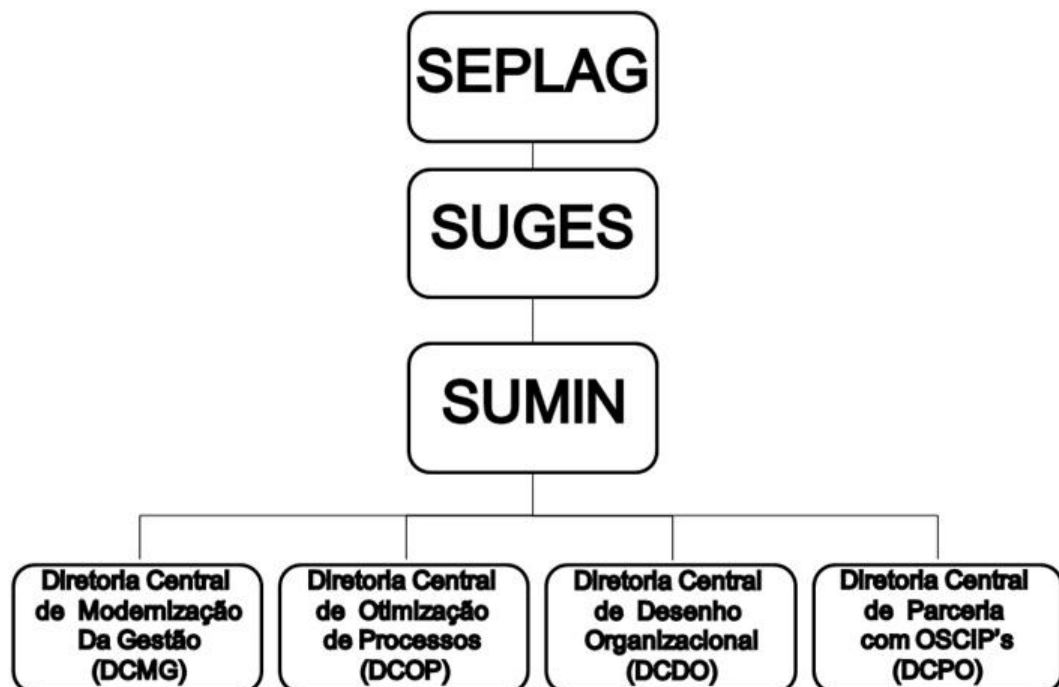 SEPLAG
SUGES
SUMIN
Diretoria Central
de Modernização
Da Gestão
(DCMG)
Diretoria Central
de Otimização
de Processos
(DCOP)
Diretoria Central
de Desenho
Organizacional
(DCDO)
Diretoria Central
de Parceria
com OSCIP's
(DCPO)